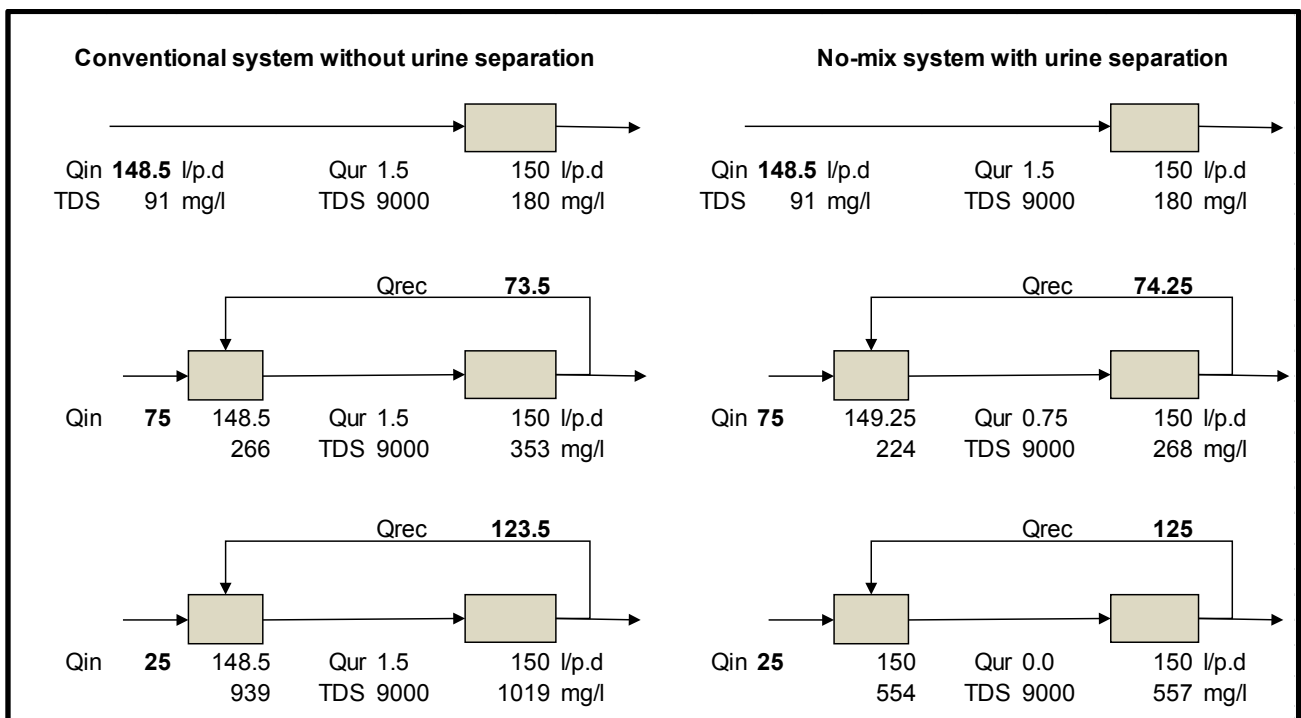 Conventional system without urine separation No-mix system with urine separation
Qin 148.5 l/p.d Qur 1.5 150 l/p.d Qin 148.5 l/p.d Qur 1.5 150 l/p.d
TDS 91 mg/l TDS 9000 180 mg/l TDS 91 mg/l TDS 9000 180 mg/l
Qrec 73.5 Qrec 74.25
Qin 75 148.5 Qur 1.5 150 l/p.d Qin 75 149.25 Qur 0.75 150 l/p.d
266 TDS 9000 353 mg/l 224 TDS 9000 268 mg/l
Qrec 123.5 Qrec 125
Qin 25 148.5 Qur 1.5 150 l/p.d Qin 25 150 Qur 0.0 150 l/p.d
939 TDS 9000 1019 mg/l 554 TDS 9000 557 mg/l